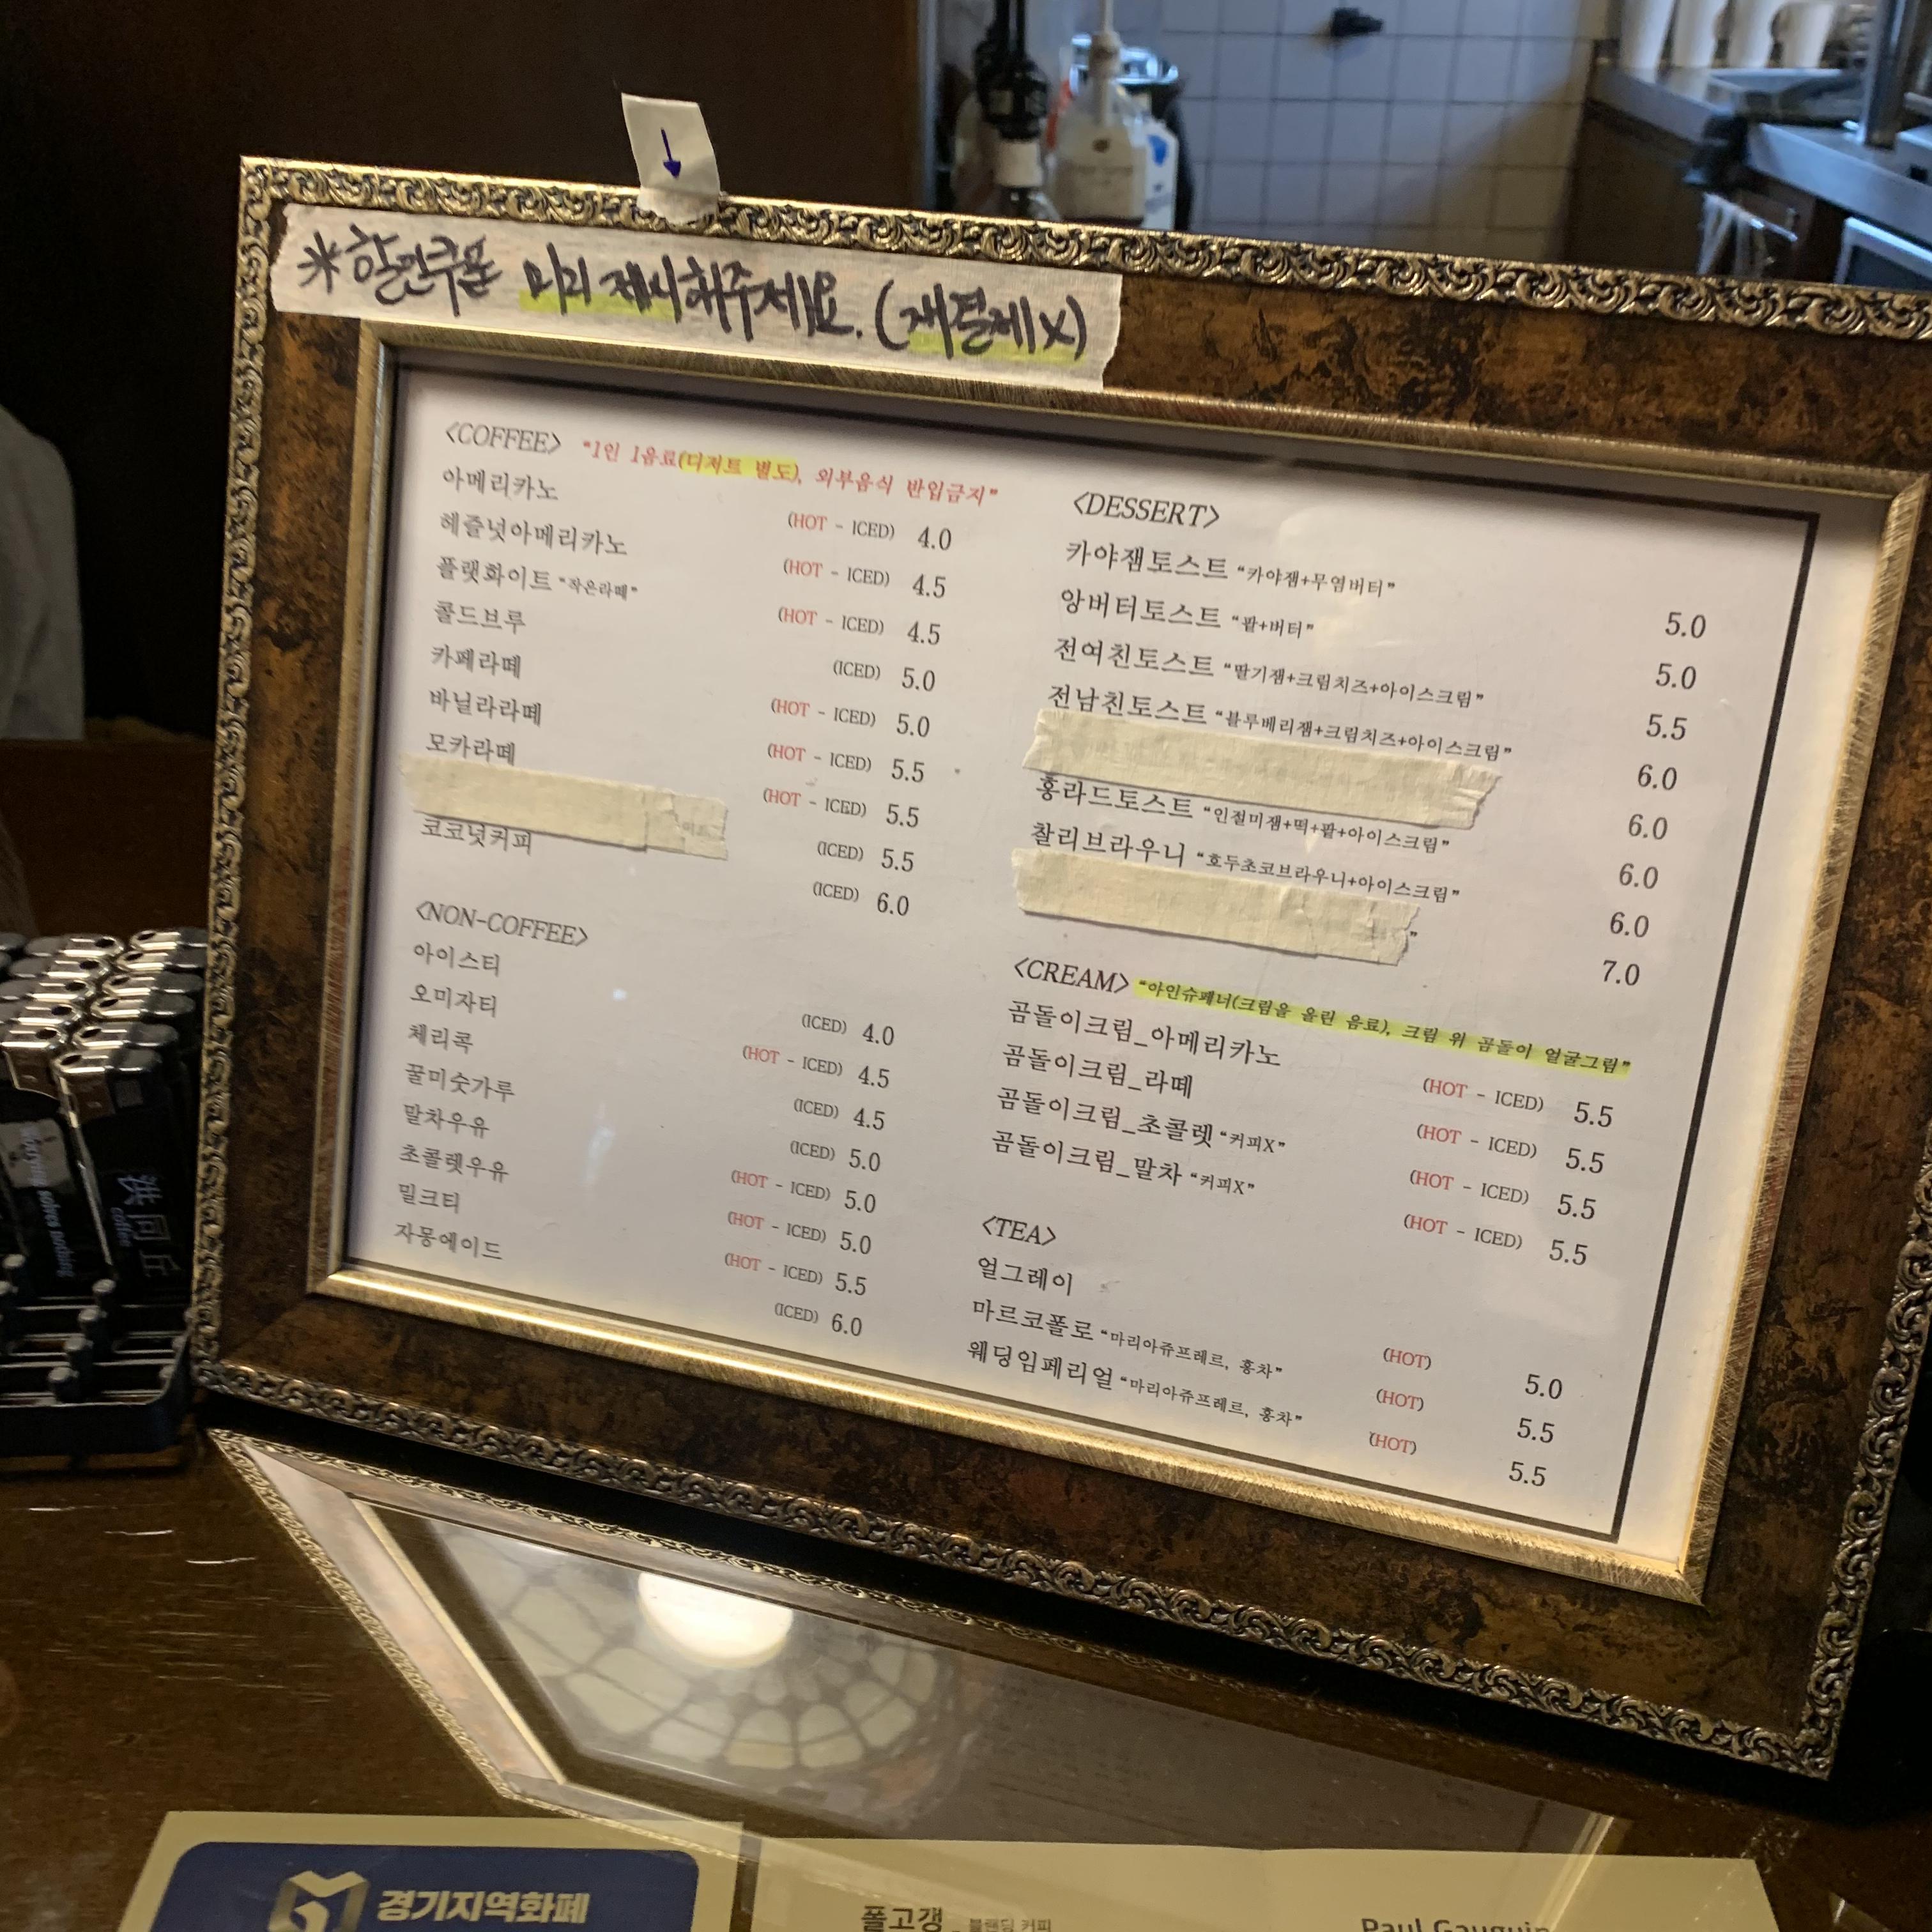 ↓
*할인쿠폰 미리 제시해주세요. (재결제X)
<COFFEE> "1인 1음료(디저트 별도), 외부음식 반입금지"
아메리카노 (HOT - ICED) 4.0
헤즐넛아메리카노 (HOT - ICED) 4.5
플랫화이트 "작은라떼" (HOT - ICED) 4.5
콜드브루 (ICED) 5.0
카페라떼 (HOT - ICED) 5.0
바닐라라떼 (HOT - ICED) 5.5
모카라떼 (HOT - ICED) 5.5
(ICED) 5.5
코코넛커피 (ICED) 6.0
<NON-COFFEE>
아이스티 (ICED) 4.0
오미자티 (HOT - ICED) 4.5
체리콕 (ICED) 4.5
꿀미숫가루 (ICED) 5.0
말차우유 (HOT - ICED) 5.0
초콜렛우유 (HOT - ICED) 5.0
밀크티 (HOT - ICED) 5.5
자몽에이드 (ICED) 6.0
<DESSERT>
카야잼토스트 "카야잼+무염버터" 5.0
앙버터토스트 "팥+버터" 5.0
전여친토스트 "딸기잼+크림치즈+아이스크림" 5.5
전남친토스트 "블루베리잼+크림치즈+아이스크림" 6.0
6.0
홍라드토스트 "인절미잼+떡+팥+아이스크림" 6.0
찰리브라우니 "호두초코브라우니+아이스크림" 6.0
" 7.0
<CREAM> "아인슈페너(크림을 올린 음료), 크림 위 곰돌이 얼굴그림"
곰돌이크림_아메리카노 (HOT - ICED) 5.5
곰돌이크림_라떼 (HOT - ICED) 5.5
곰돌이크림_초콜렛 "커피X" (HOT - ICED) 5.5
곰돌이크림_말차 "커피X" (HOT - ICED) 5.5
<TEA>
얼그레이 (HOT) 5.0
마르코폴로 "마리아쥬프레르, 홍차" (HOT) 5.5
웨딩임페리얼 "마리아쥬프레르, 홍차" (HOT) 5.5
coffee
경기지역화폐
폴고갱 _ 블랜딩 커피
Paul Gauguin